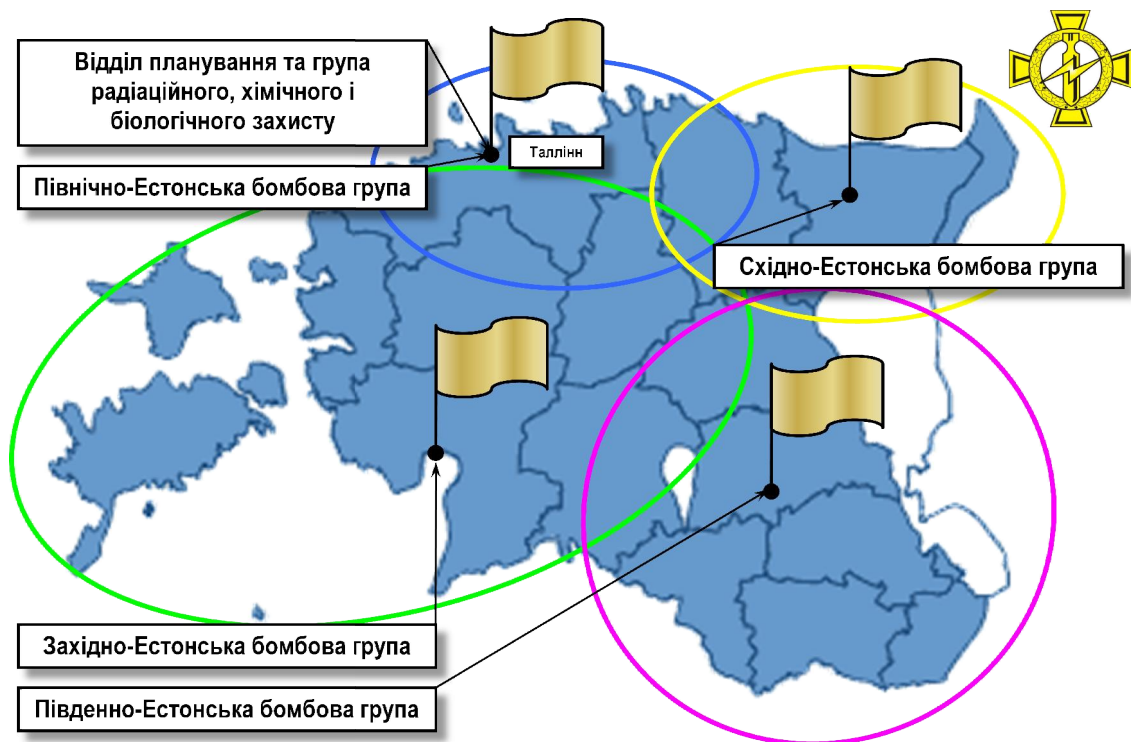 Відділ планування та група
радіаційного, хімічного і
біологічного захисту
Таллінн
Північно-Естонська бомбова група
Східно-Естонська бомбова група
Західно-Естонська бомбова група
Південно-Естонська бомбова група